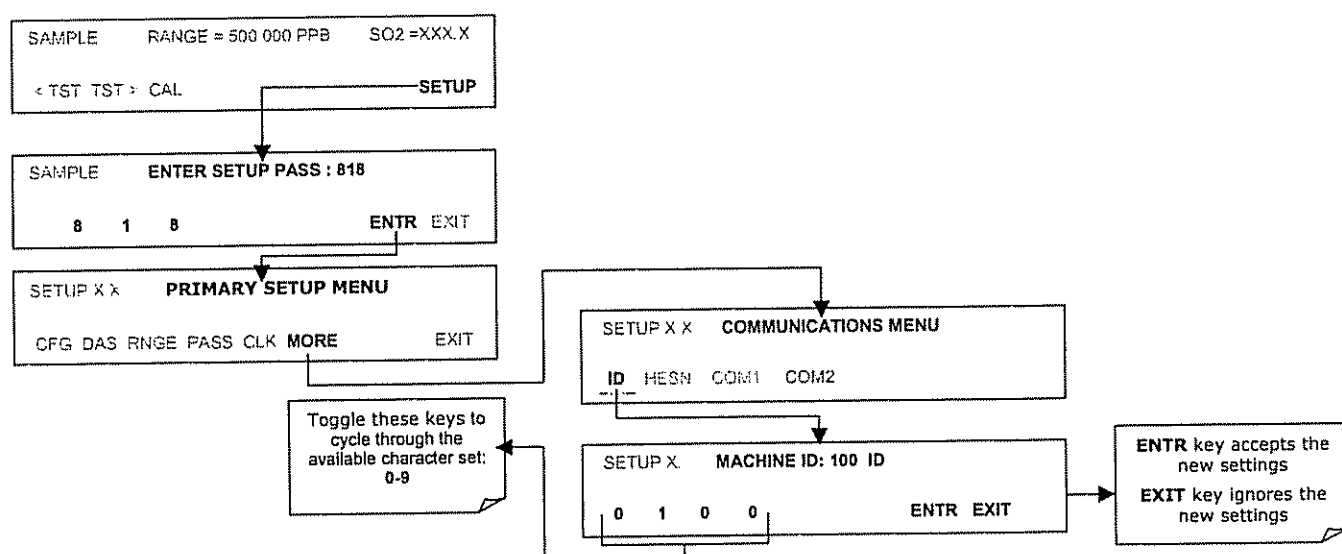 SAMPLE RANGE = 500 000 PPB SO2 =XXX.X
< TST TST > CAL SETUP
SAMPLE ENTER SETUP PASS : 818
8 1 8 ENTR EXIT
SETUP X X PRIMARY SETUP MENU
CFG DAS RNGE PASS CLK MORE EXIT
SETUP X X COMMUNICATIONS MENU
ID HESN COM1 COM2
Toggle these keys to
cycle through the
available character set:
0-9
SETUP X. MACHINE ID: 100 ID
0 1 0 0 ENTR EXIT
ENTR key accepts the
new settings
EXIT key ignores the
new settings